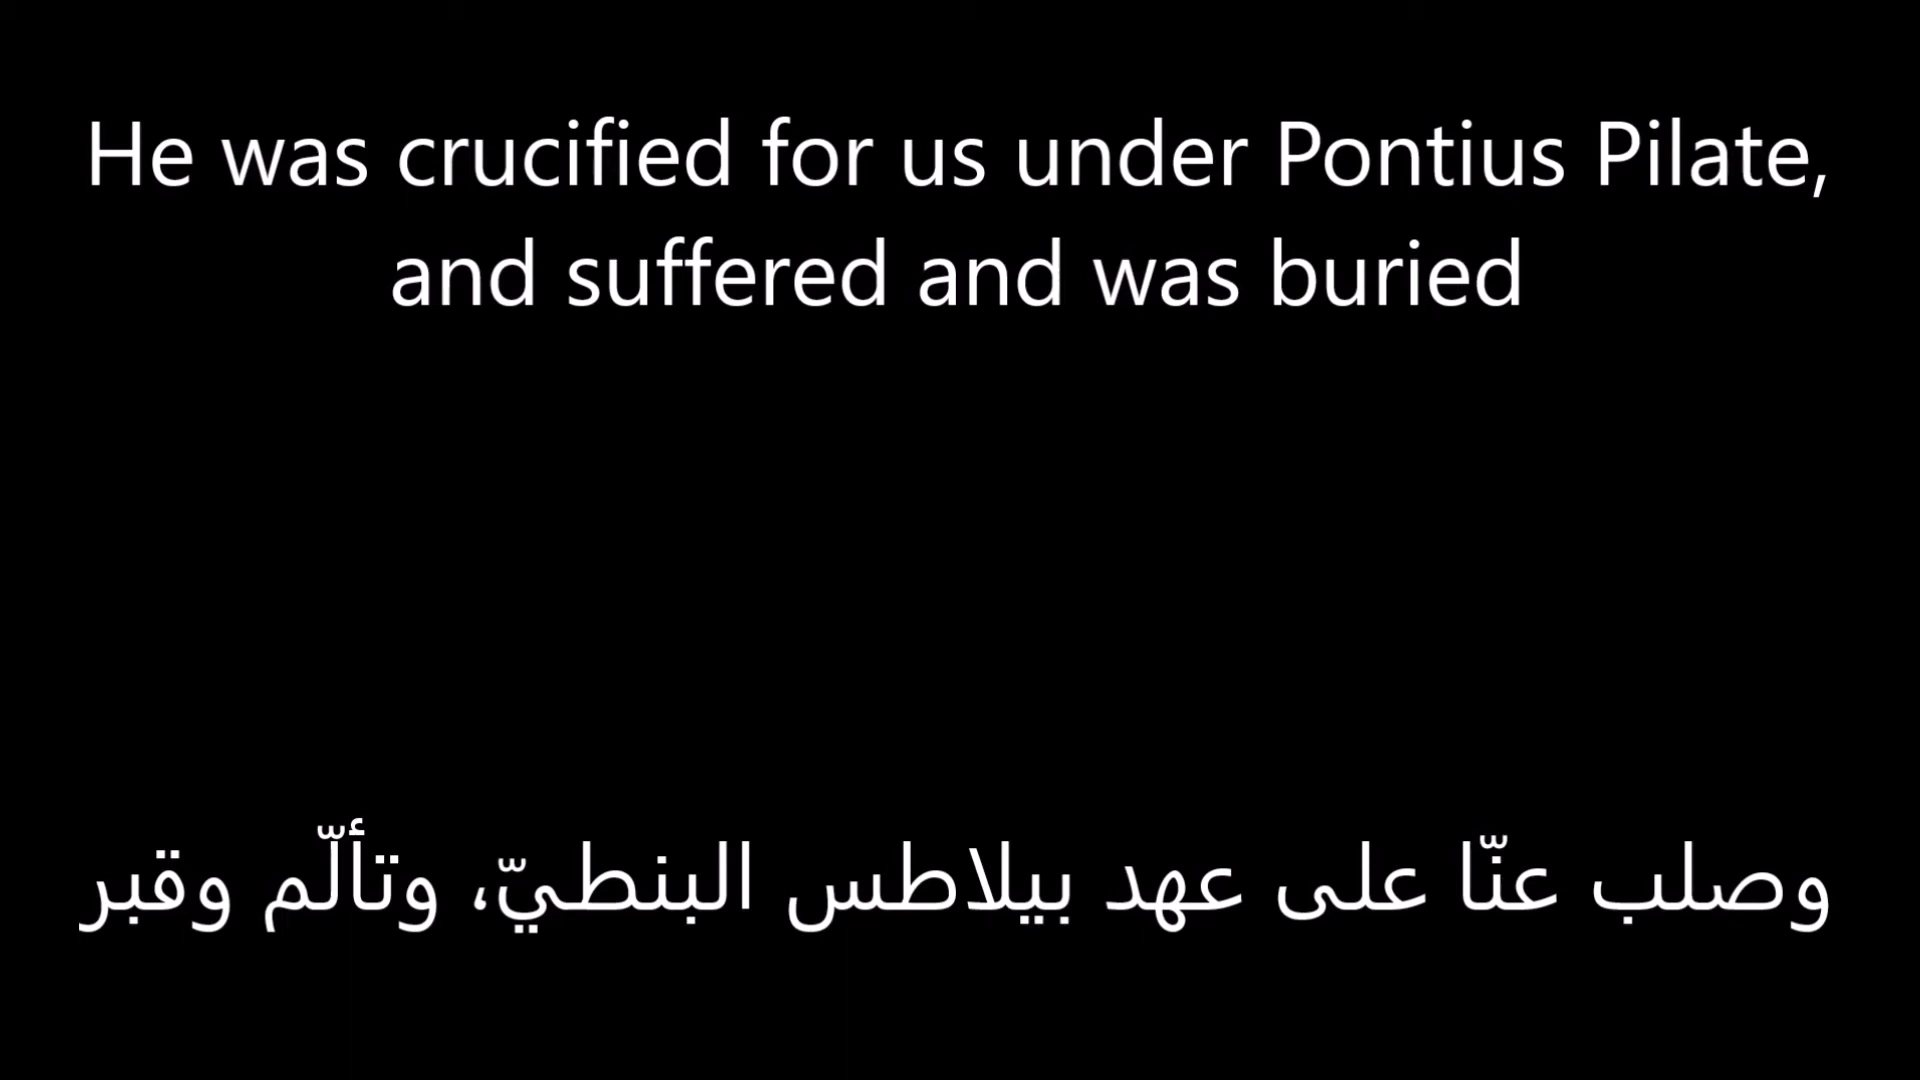 He was crucified for us under Pontius Pilate,
and suffered and was buried
وصلب عنّا على عهد بيلاطس البنطيّ، وتألّم وقبر